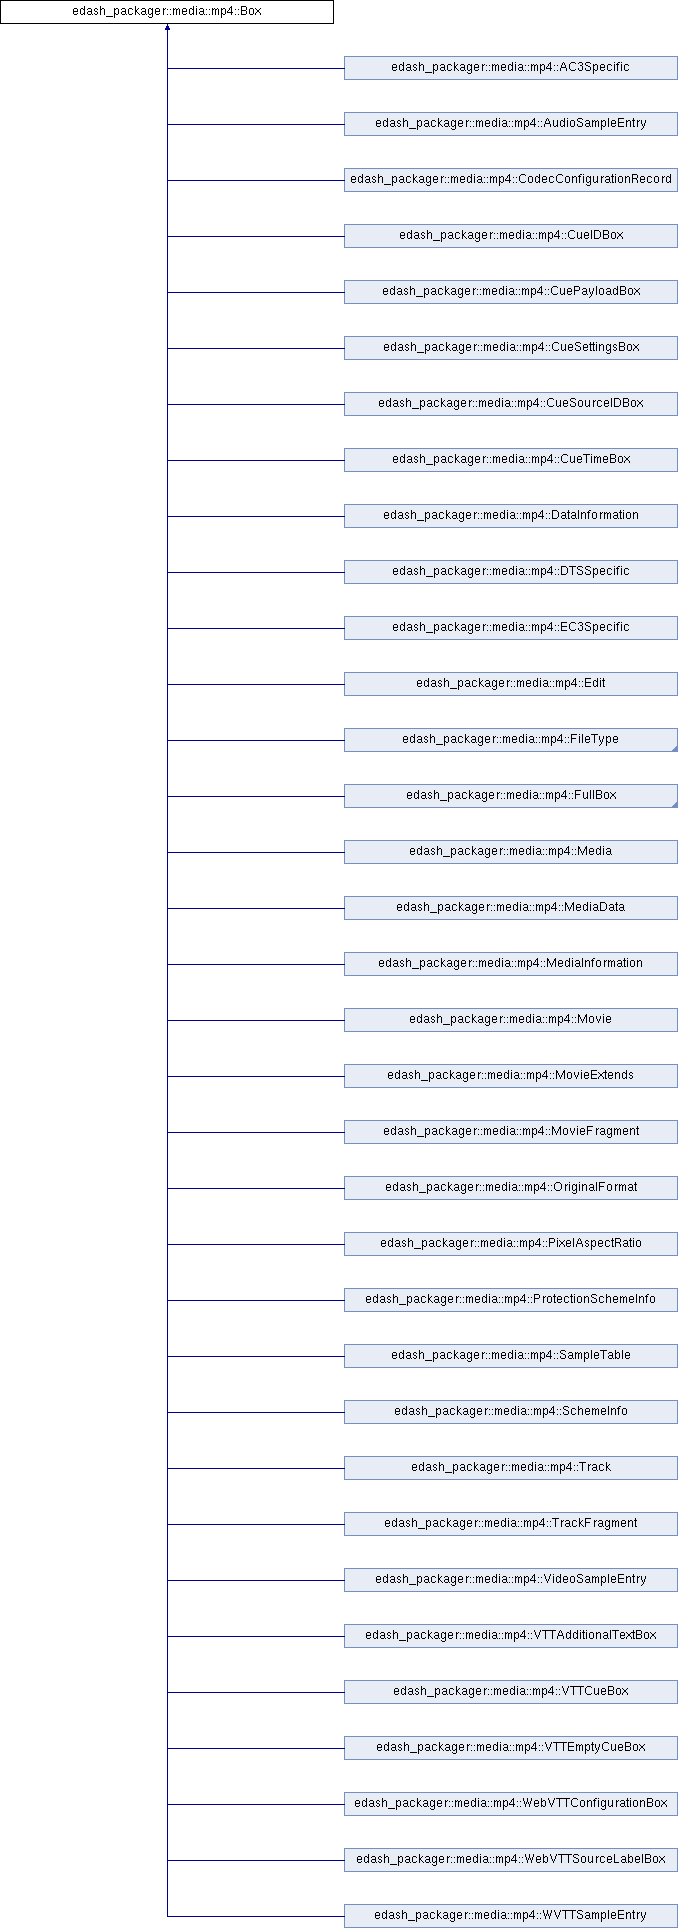 edash_packager::media::mp4::Box
edash_packager::media::mp4::AC3Specific
edash_packager::media::mp4::AudioSampleEntry
edash_packager::media::mp4::CodecConfigurationRecord
edash_packager::media::mp4::CueIDBox
edash_packager::media::mp4::CuePayloadBox
edash_packager::media::mp4::CueSettingsBox
edash_packager::media::mp4::CueSourceIDBox
edash_packager::media::mp4::CueTimeBox
edash_packager::media::mp4::DataInformation
edash_packager::media::mp4::DTSSpecific
edash_packager::media::mp4::EC3Specific
edash_packager::media::mp4::Edit
edash_packager::media::mp4::FileType
edash_packager::media::mp4::FullBox
edash_packager::media::mp4::Media
edash_packager::media::mp4::MediaData
edash_packager::media::mp4::MediaInformation
edash_packager::media::mp4::Movie
edash_packager::media::mp4::MovieExtends
edash_packager::media::mp4::MovieFragment
edash_packager::media::mp4::OriginalFormat
edash_packager::media::mp4::PixelAspectRatio
edash_packager::media::mp4::ProtectionSchemeInfo
edash_packager::media::mp4::SampleTable
edash_packager::media::mp4::SchemeInfo
edash_packager::media::mp4::Track
edash_packager::media::mp4::TrackFragment
edash_packager::media::mp4::VideoSampleEntry
edash_packager::media::mp4::VTTAdditionalTextBox
edash_packager::media::mp4::VTTCueBox
edash_packager::media::mp4::VTTEmptyCueBox
edash_packager::media::mp4::WebVTTConfigurationBox
edash_packager::media::mp4::WebVTTSourceLabelBox
edash_packager::media::mp4::WVTTSampleEntry